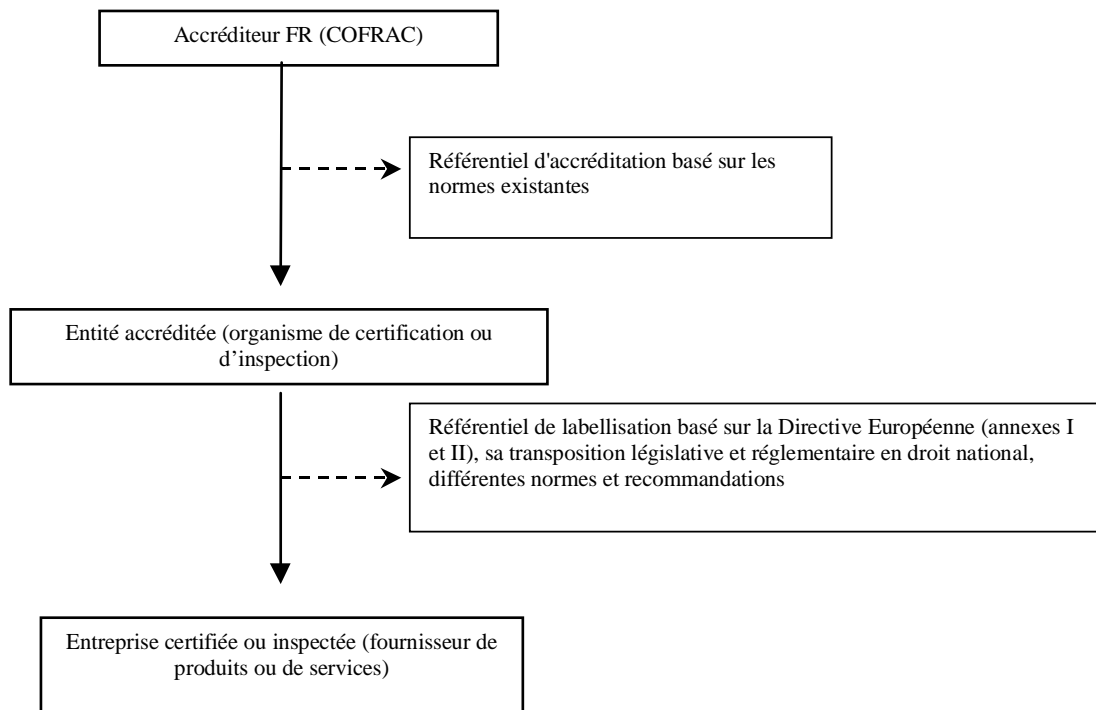 Accréditeur FR (COFRAC)
Référentiel d'accréditation basé sur les
normes existantes
Entité accréditée (organisme de certification ou
d’inspection)
Référentiel de labellisation basé sur la Directive Européenne (annexes I
et II), sa transposition législative et réglementaire en droit national,
différentes normes et recommandations
Entreprise certifiée ou inspectée (fournisseur de
produits ou de services)